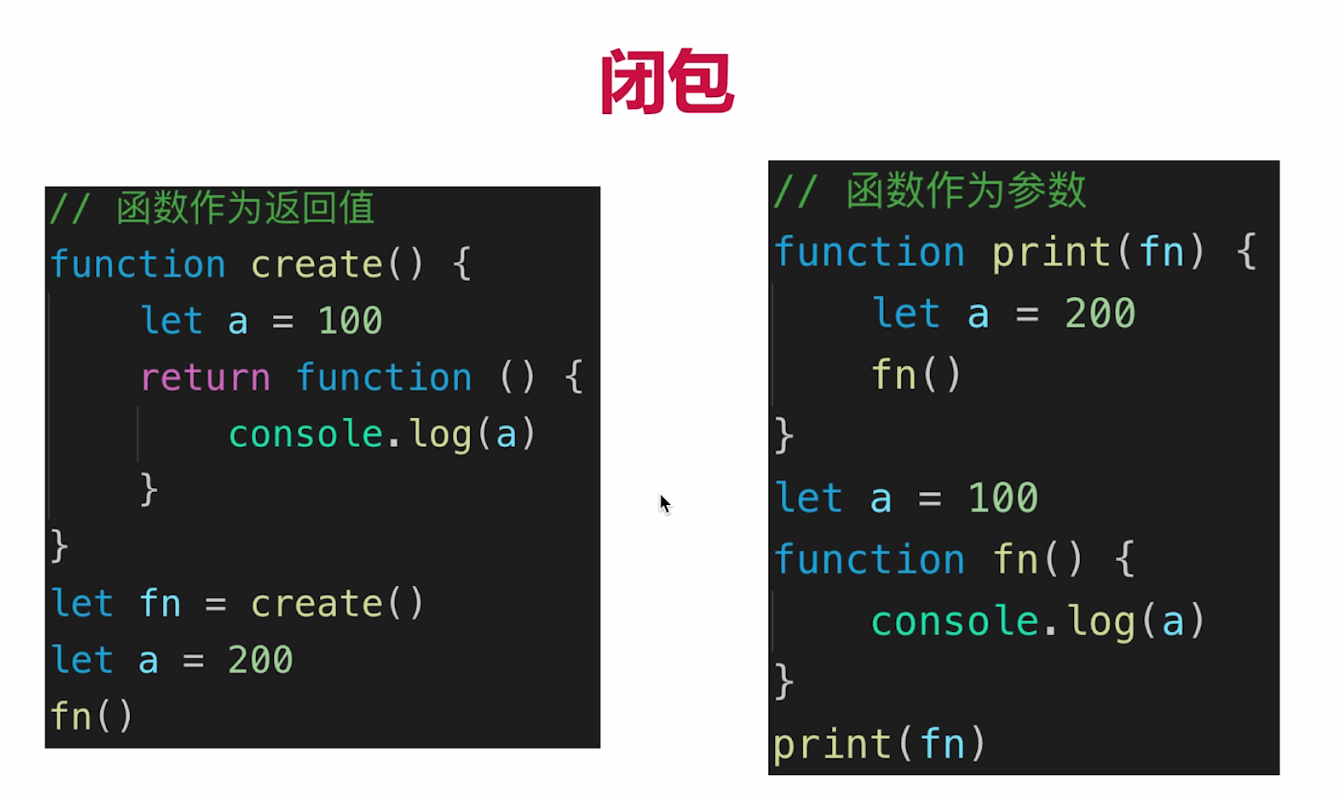 闭包
// 函数作为返回值
function create() {
    let a = 100
    return function () {
        console.log(a)
    }
}
let fn = create()
let a = 200
fn()
// 函数作为参数
function print(fn) {
    let a = 200
    fn()
}
let a = 100
function fn() {
    console.log(a)
}
print(fn)